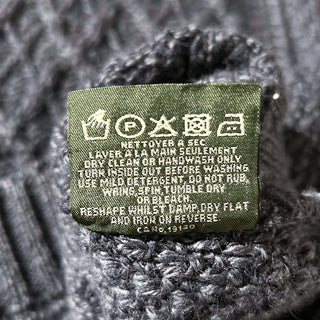 P
NETTOYER A SEC
LAVER A LA MAIN SEULEMENT
DRY CLEAN OR HANDWASH ONLY
TURN INSIDE OUT BEFORE WASHING
USE MILD DETERGENT, DO NOT RUB,
WRING, SPIN, TUMBLE DRY
OR BLEACH.
RESHAPE WHILST DAMP, DRY FLAT
AND IRON ON REVERSE.
CA No. 19140